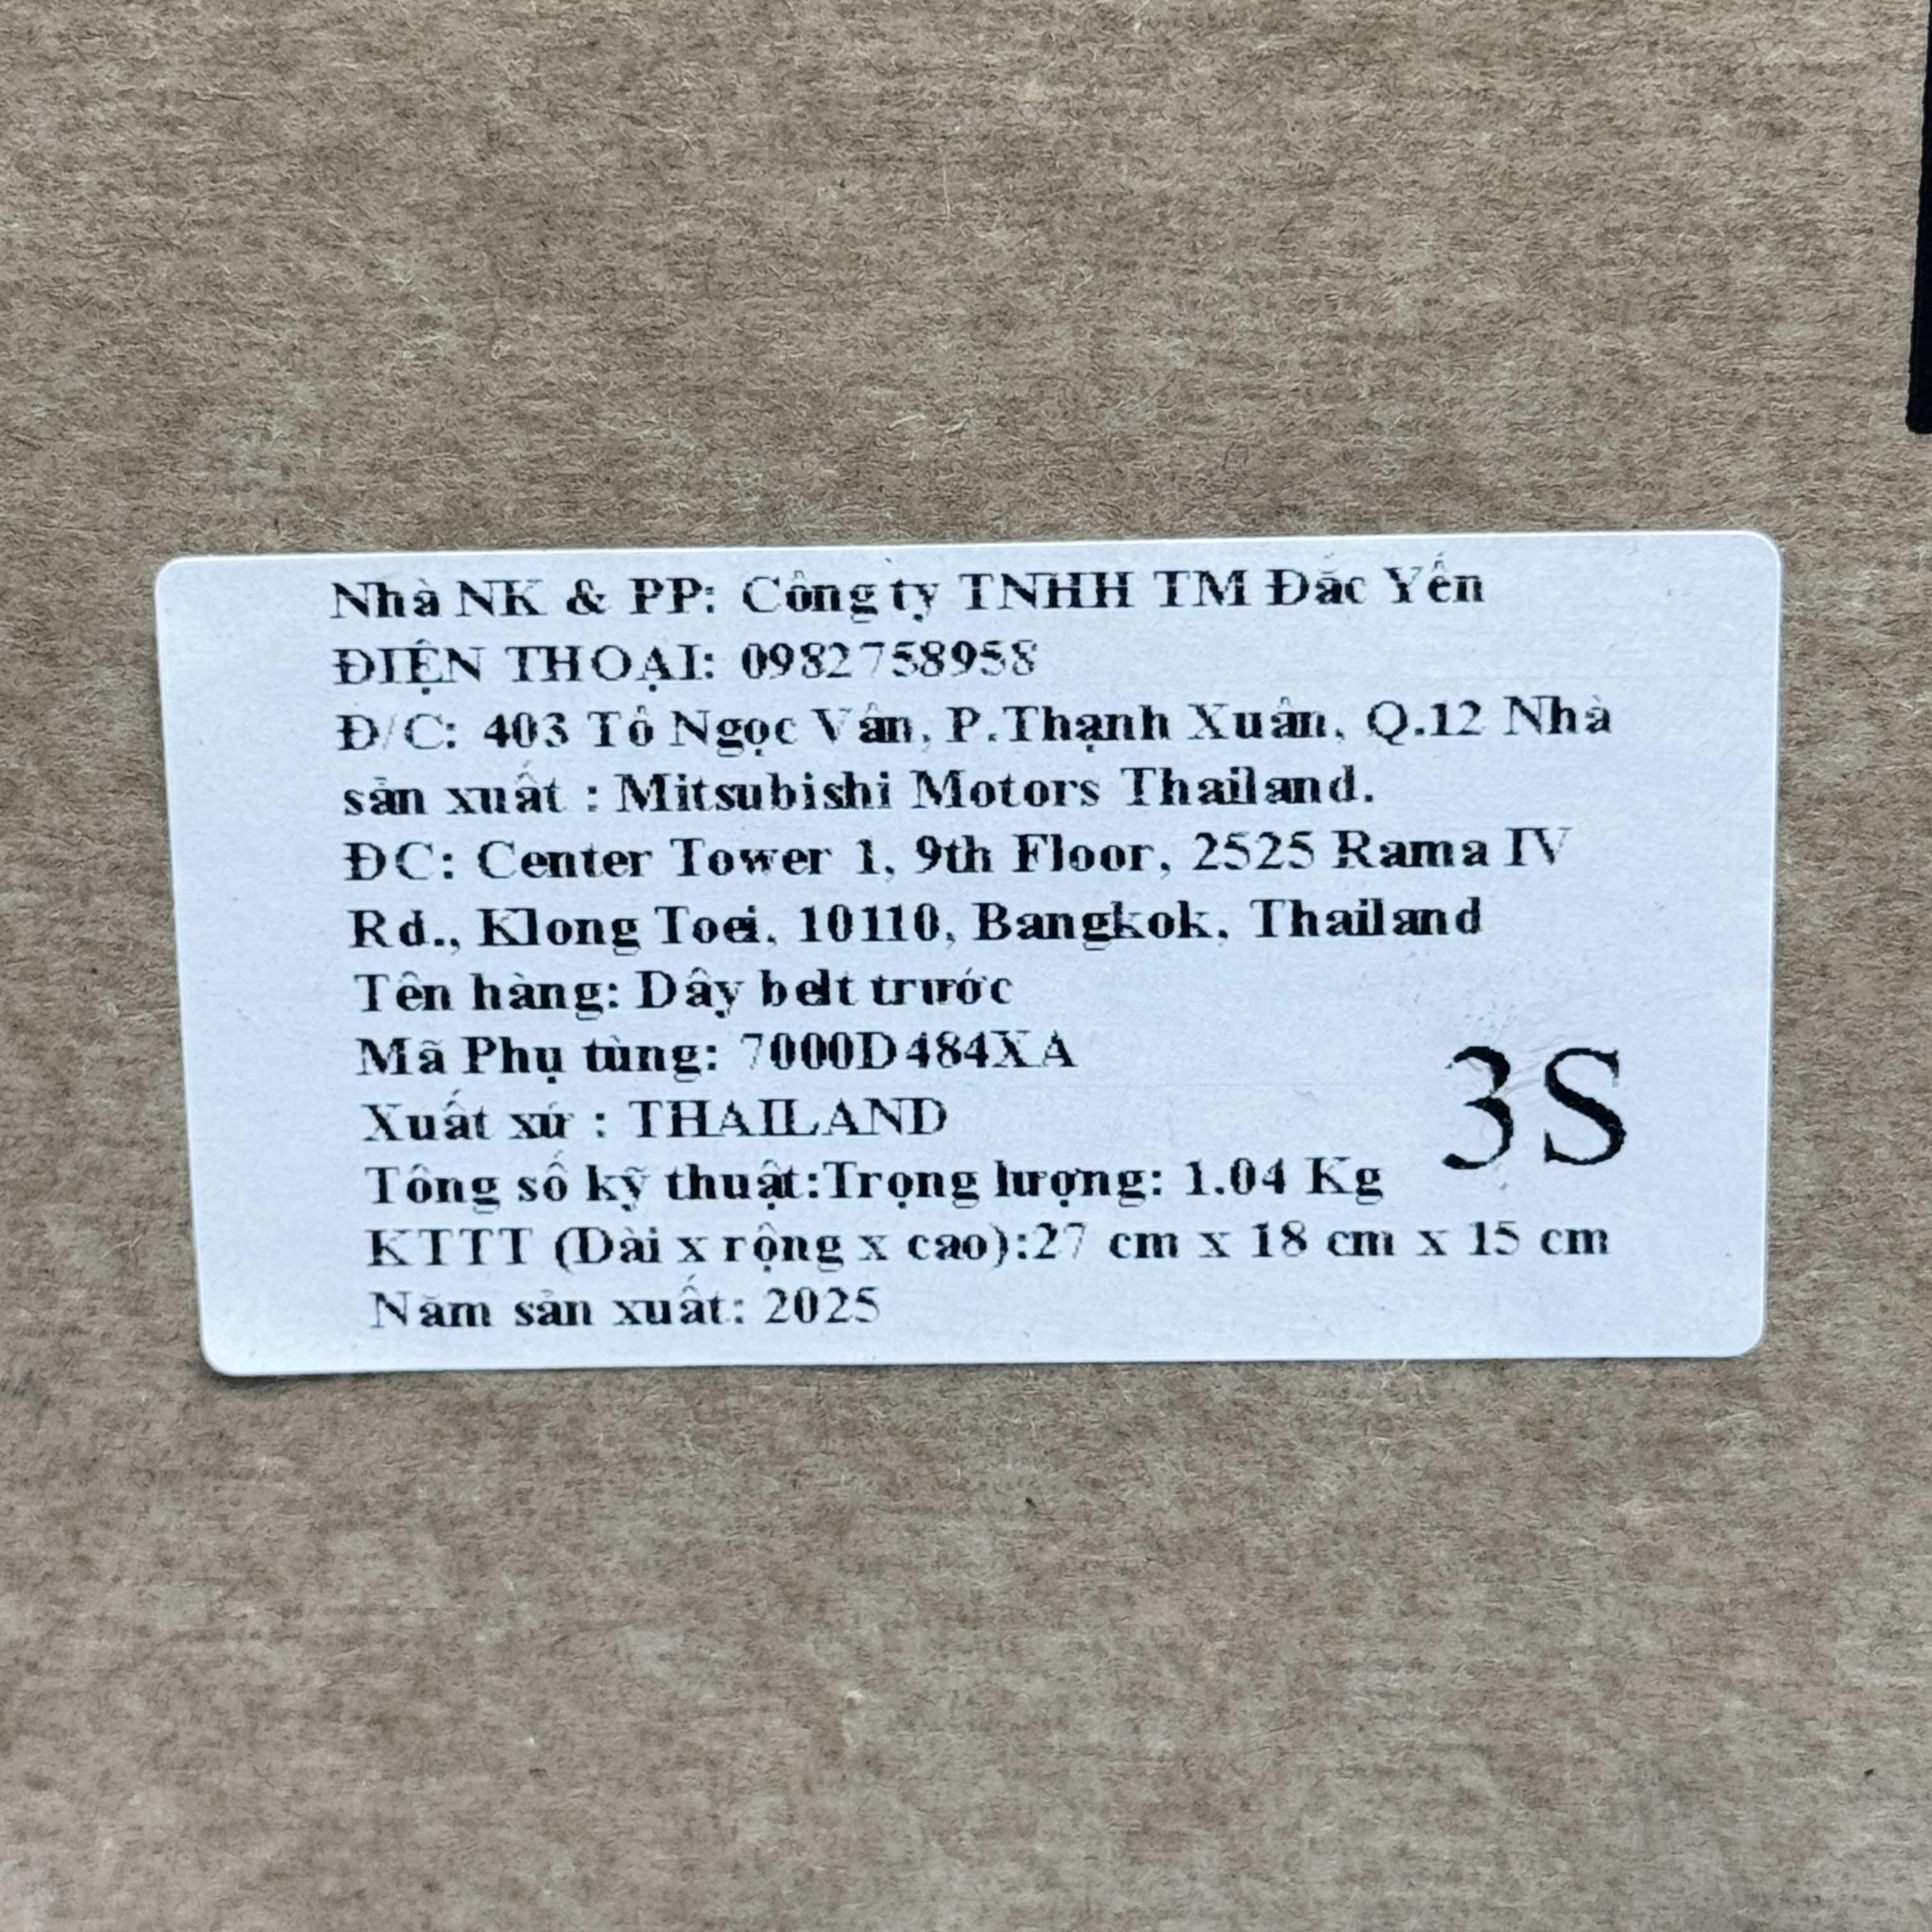 Nhà NK & PP: Công ty TNHH TM Đắc Yến
ĐIỆN THOẠI: 0982758958
Đ/C: 403 Tô Ngọc Vân, P.Thạnh Xuân, Q.12 Nhà
sản xuất : Mitsubishi Motors Thailand.
ĐC: Center Tower 1, 9th Floor, 2525 Rama IV
Rd., Klong Toei, 10110, Bangkok, Thailand
Tên hàng: Dây belt trước
Mã Phụ tùng: 7000D484XA
Xuất xứ : THAILAND
3S
Tông số kỹ thuật:Trọng lượng: 1.04 Kg
KTTT (Dài x rộng x cao):27 cm x 18 cm x 15 cm
Năm sản xuất: 2025